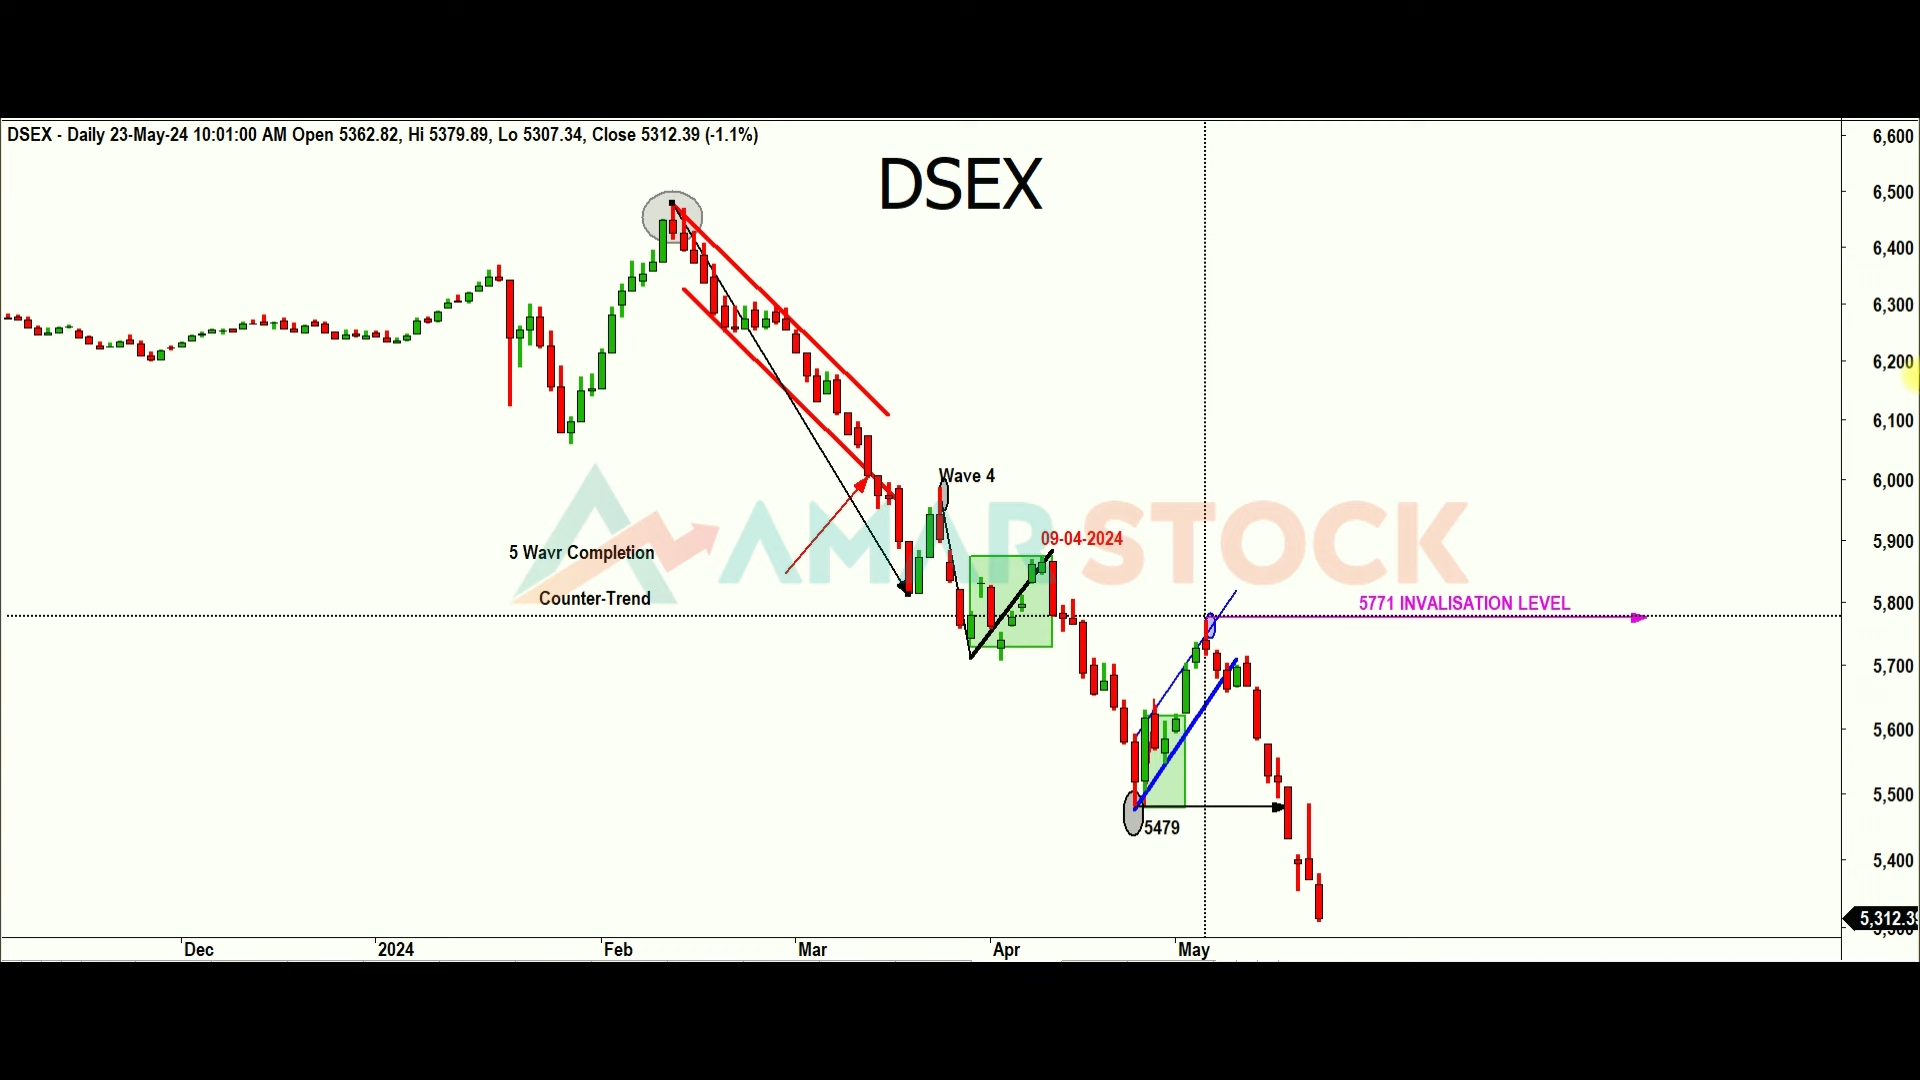 DSEX - Daily 23-May-24 10:01:00 AM Open 5362.82, Hi 5379.89, Lo 5307.34, Close 5312.39 (-1.1%)
DSEX
6,600
6,500
6,400
6,300
6,200
6,100
6,000
5,900
5,800
5,700
5,600
5,500
5,400
5,312.39
Wave 4
09-04-2024
5 Wavr Completion
Counter-Trend
AMAR STOCK
5771 INVALISATION LEVEL
5479
Dec
2024
Feb
Mar
Apr
May